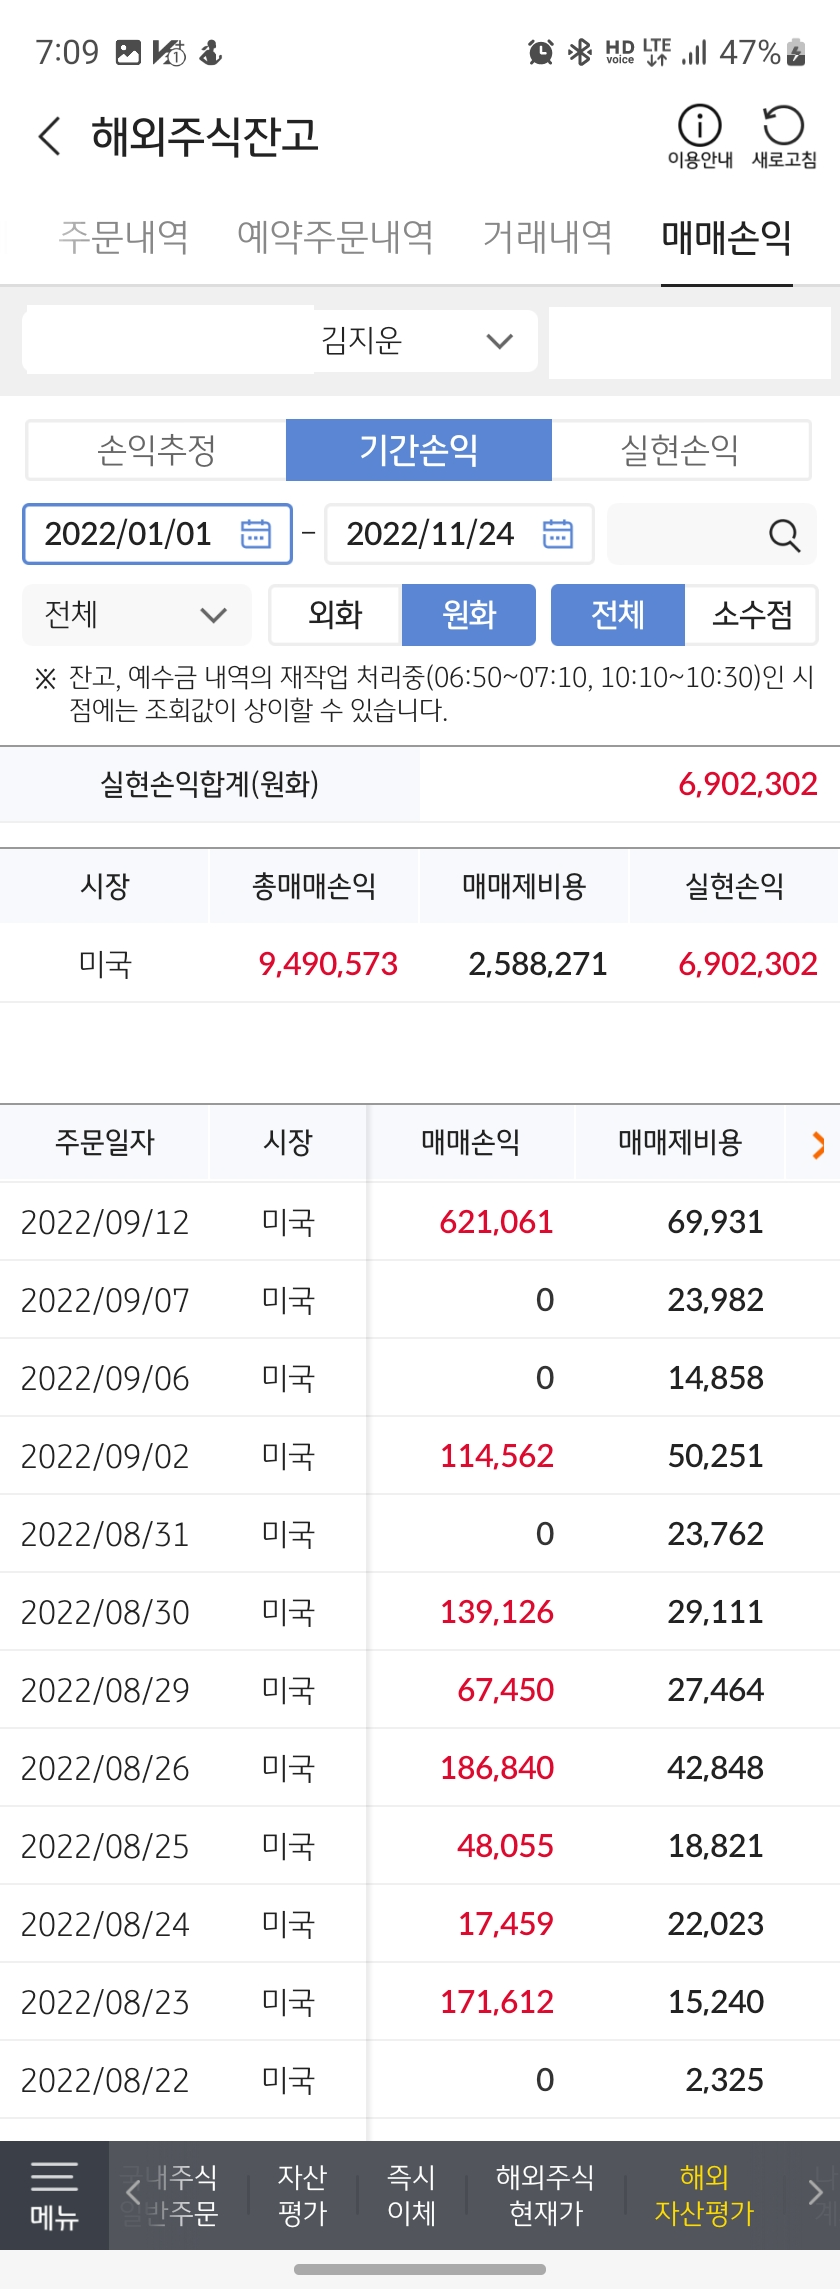 7:09 HD voice LTE 47%
해외주식잔고
이용안내 새로고침
주문내역 예약주문내역 거래내역 매매손익
김지운
손익추정 기간손익 실현손익
2022/01/01 – 2022/11/24
전체 외화 원화 전체 소수점
※ 잔고, 예수금 내역의 재작업 처리중(06:50~07:10, 10:10~10:30)인 시
점에는 조회값이 상이할 수 있습니다.
실현손익합계(원화) 6,902,302
시장 총매매손익 매매제비용 실현손익
미국 9,490,573 2,588,271 6,902,302
주문일자 시장 매매손익 매매제비용
2022/09/12 미국 621,061 69,931
2022/09/07 미국 0 23,982
2022/09/06 미국 0 14,858
2022/09/02 미국 114,562 50,251
2022/08/31 미국 0 23,762
2022/08/30 미국 139,126 29,111
2022/08/29 미국 67,450 27,464
2022/08/26 미국 186,840 42,848
2022/08/25 미국 48,055 18,821
2022/08/24 미국 17,459 22,023
2022/08/23 미국 171,612 15,240
2022/08/22 미국 0 2,325
메뉴
국내주식 자산 즉시 해외주식 해외
일반주문 평가 이체 현재가 자산평가